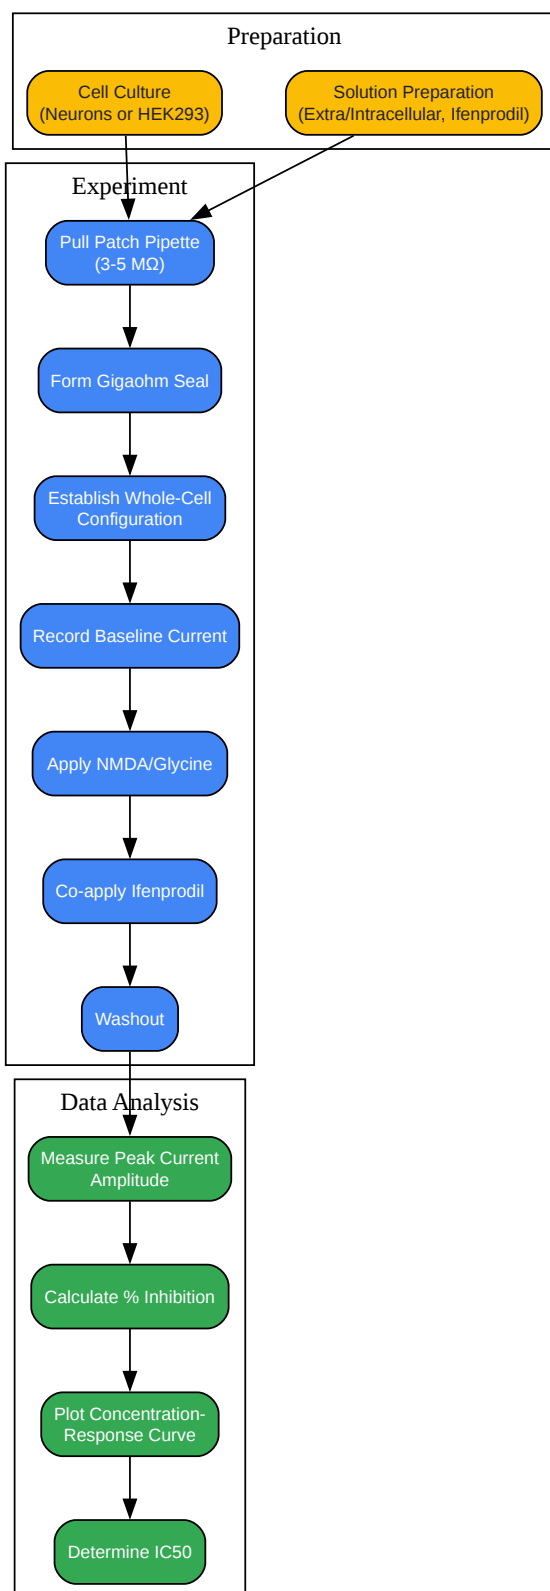 Preparation
Cell Culture
(Neurons or HEK293)
Solution Preparation
(Extra/Intracellular, Ifenprodil)
Experiment
Pull Patch Pipette
(3-5 MΩ)
Form Gigaohm Seal
Establish Whole-Cell
Configuration
Record Baseline Current
Apply NMDA/Glycine
Co-apply Ifenprodil
Washout
Data Analysis
Measure Peak Current
Amplitude
Calculate % Inhibition
Plot Concentration-
Response Curve
Determine IC50